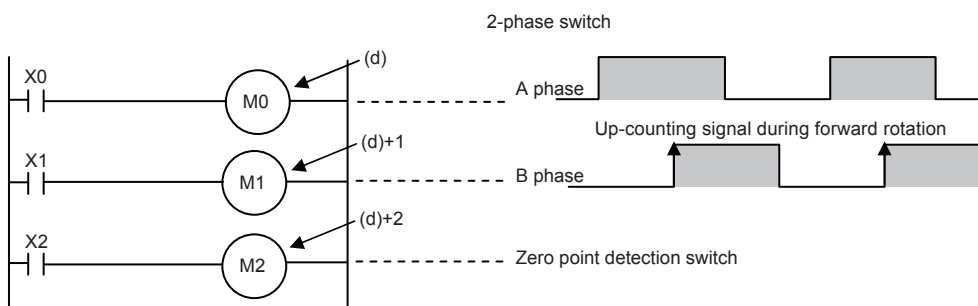 2-phase switch
X0
M0
(d)
A phase
Up-counting signal during forward rotation
X1
M1
(d)+1
B phase
X2
M2
(d)+2
Zero point detection switch